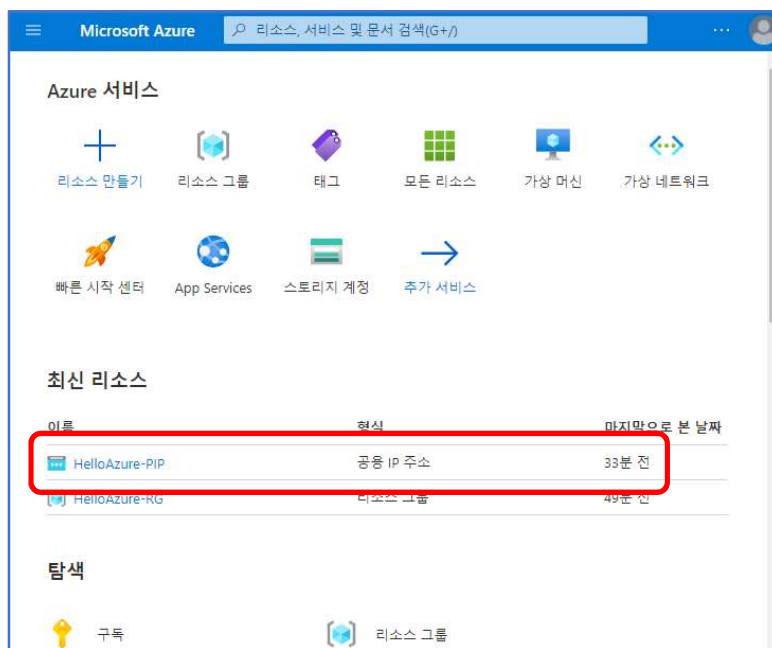 Microsoft Azure
리소스, 서비스 및 문서 검색(G+/)
...
Azure 서비스
리소스 만들기 리소스 그룹 태그 모든 리소스 가상 머신 가상 네트워크
빠른 시작 센터 App Services 스토리지 계정 추가 서비스
최신 리소스
이름 형식 마지막으로 본 날짜
HelloAzure-PIP 공용 IP 주소 33분 전
HelloAzure-RG 리소스 그룹 49분 전
탐색
구독 리소스 그룹